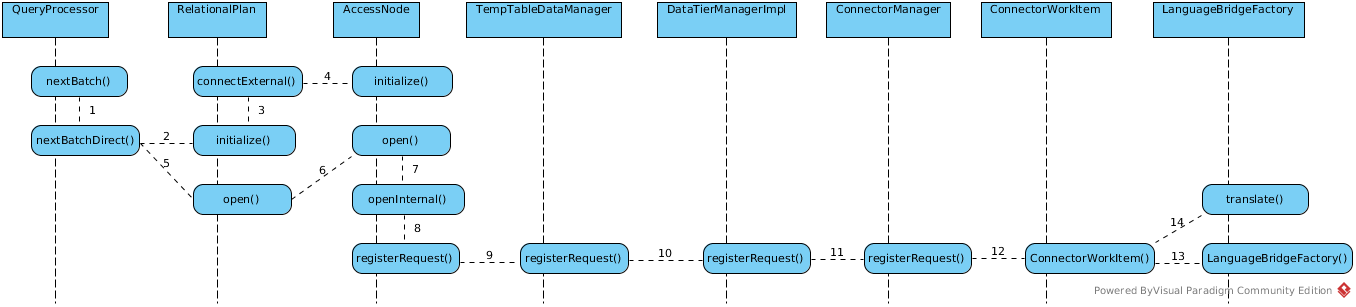 QueryProcessor RelationalPlan AccessNode TempTableDataManager DataTierManagerImpl ConnectorManager ConnectorWorkItem LanguageBridgeFactory
nextBatch() connectExternal() 4 initialize()
1 3
nextBatchDirect() 2 initialize() open()
5 6 7
open() openInternal() translate()
8 14
registerRequest() 9 registerRequest() 10 registerRequest() 11 registerRequest() 12 ConnectorWorkItem() 13 LanguageBridgeFactory()
Powered ByVisual Paradigm Community Edition